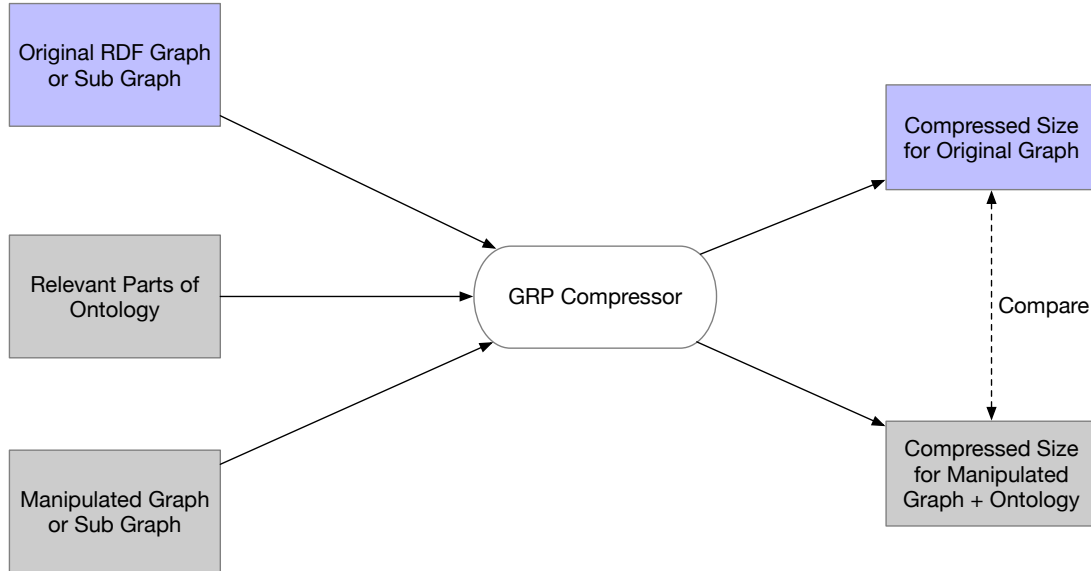 Original RDF Graph
or Sub Graph
Relevant Parts of
Ontology
Manipulated Graph
or Sub Graph
GRP Compressor
Compressed Size
for Original Graph
Compare
Compressed Size
for Manipulated
Graph + Ontology